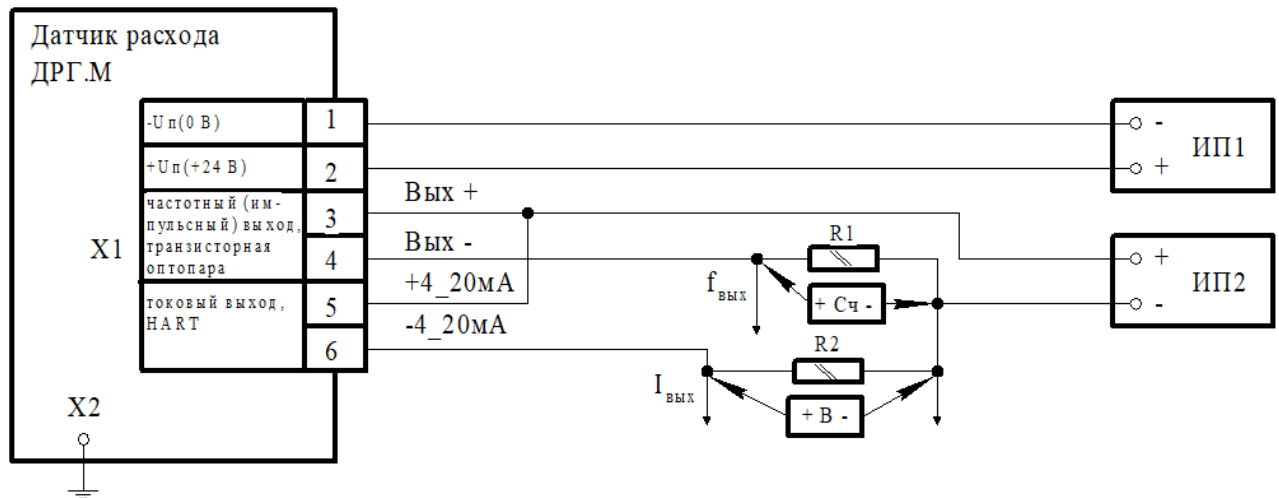 Датчик расхода
ДРГ.М
-Uп(0 В)
1
+Uп(+24 В)
2
частотный (им-
пульсный) выход,
транзисторная
оптопара
3
4
токовый выход,
HART
5
6
X1
X2
Вых +
Вых -
+4_20мА
-4_20мА
fвых
R1
+ Сч -
R2
Iвых
+ В -
-
+
ИП1
+
-
ИП2